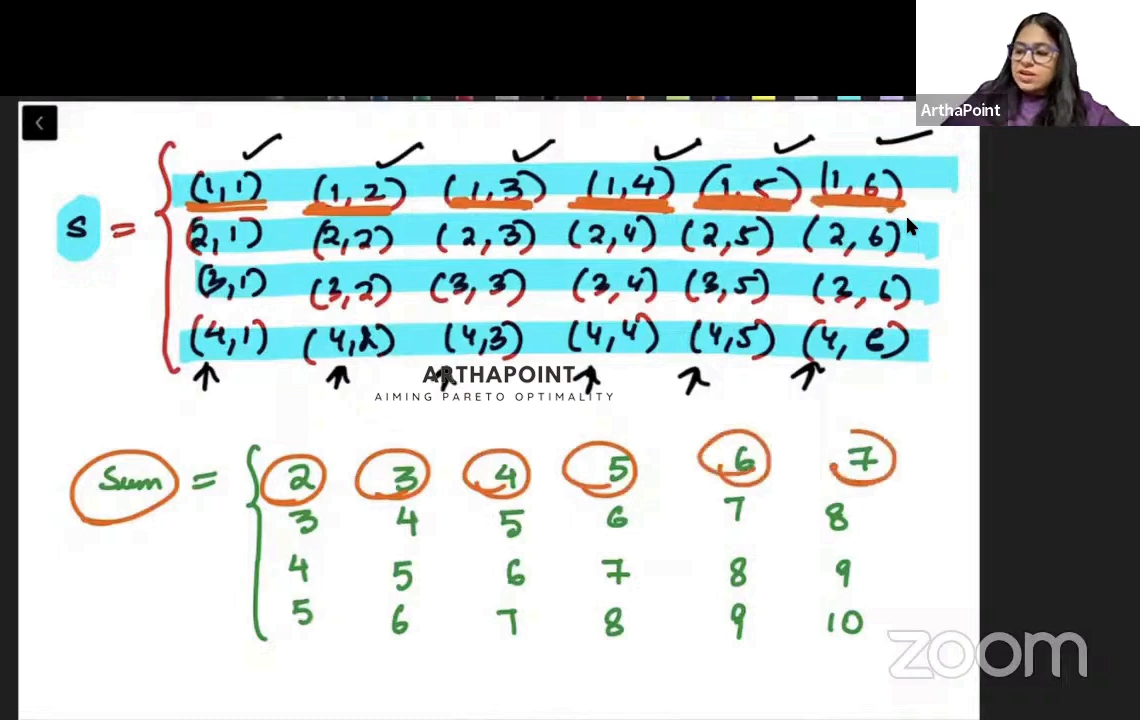 ArthaPoint
S = { (1,1) (1,2) (1,3) (1,4) (1,5) (1,6)
(2,1) (2,2) (2,3) (2,4) (2,5) (2,6)
(3,1) (3,2) (3,3) (3,4) (3,5) (3,6)
(4,1) (4,2) (4,3) (4,4) (4,5) (4,6)
ARTHAPOINT
AIMING PARETO OPTIMALITY
Sum = { 2 3 4 5 6 7
3 4 5 6 7 8
4 5 6 7 8 9
5 6 7 8 9 10
zoom